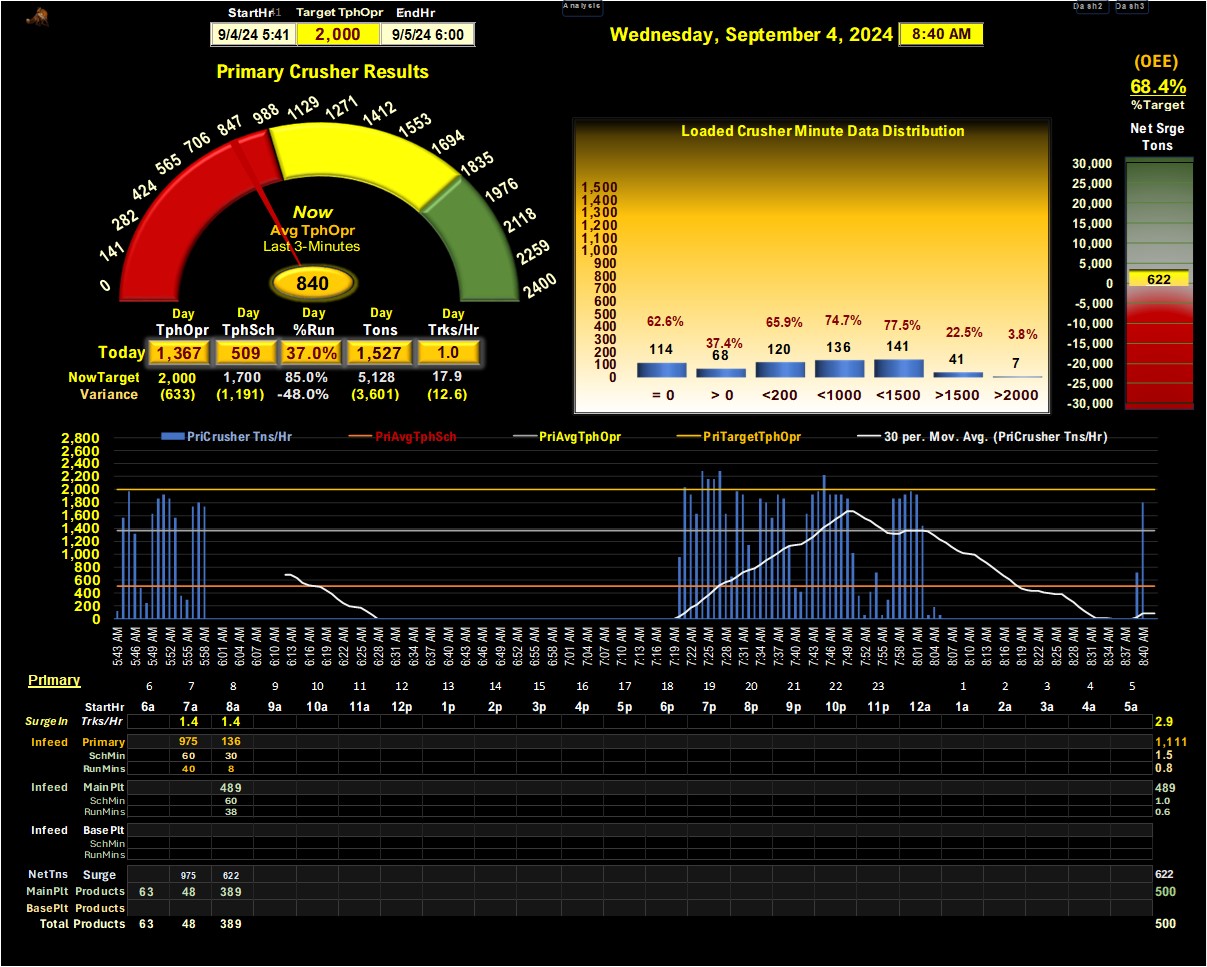 Analysis
Dash2 Dash3
StartHr Target TphOpr EndHr
9/4/24 5:41 2,000 9/5/24 6:00
Wednesday, September 4, 2024 8:40 AM
Primary Crusher Results
(OEE)
68.4%
%Target
Net Srge
Tons
30,000
25,000
20,000
15,000
10,000
5,000
0
-5,000
-10,000
-15,000
-20,000
-25,000
-30,000
622
0
141
282
424
565
706
847
988
1129
1271
1412
1553
1694
1835
1976
2118
2259
2400
Now
Avg TphOpr
Last 3-Minutes
840
Day Day Day Day Day
TphOpr TphSch %Run Tons Trks/Hr
Today 1,367 509 37.0% 1,527 1.0
NowTarget 2,000 1,700 85.0% 5,128 17.9
Variance (633) (1,191) -48.0% (3,601) (12.6)
Loaded Crusher Minute Data Distribution
1,500
1,400
1,300
1,200
1,100
1,000
900
800
700
600
500
400
300
200
100
0
62.6% 37.4% 65.9% 74.7% 77.5% 22.5% 3.8%
114 68 120 136 141 41 7
= 0 > 0 <200 <1000 <1500 >1500 >2000
PriCrusher Tns/Hr PriAvgTphSch PriAvgTphOpr PriTargetTphOpr 30 per. Mov. Avg. (PriCrusher Tns/Hr)
2,800
2,600
2,400
2,200
2,000
1,800
1,600
1,400
1,200
1,000
800
600
400
200
0
5:43 AM 5:46 AM 5:49 AM 5:52 AM 5:55 AM 5:58 AM 6:01 AM 6:04 AM 6:07 AM 6:10 AM 6:13 AM 6:16 AM 6:19 AM 6:22 AM 6:25 AM 6:28 AM 6:31 AM 6:34 AM 6:37 AM 6:40 AM 6:43 AM 6:46 AM 6:49 AM 6:52 AM 6:55 AM 6:58 AM 7:01 AM 7:04 AM 7:07 AM 7:10 AM 7:13 AM 7:16 AM 7:19 AM 7:22 AM 7:25 AM 7:28 AM 7:31 AM 7:34 AM 7:37 AM 7:40 AM 7:43 AM 7:46 AM 7:49 AM 7:52 AM 7:55 AM 7:58 AM 8:01 AM 8:04 AM 8:07 AM 8:10 AM 8:13 AM 8:16 AM 8:19 AM 8:22 AM 8:25 AM 8:28 AM 8:31 AM 8:34 AM 8:37 AM 8:40 AM
Primary
6 7 8 9 10 11 12 13 14 15 16 17 18 19 20 21 22 23 1 2 3 4 5
StartHr 6a 7a 8a 9a 10a 11a 12p 1p 2p 3p 4p 5p 6p 7p 8p 9p 10p 11p 12a 1a 2a 3a 4a 5a
SurgeIn Trks/Hr 1.4 1.4 2.9
Infeed Primary 975 136 1,111
SchMin 60 30 1.5
RunMins 40 8 0.8
Infeed MainPlt 489 489
SchMin 60 1.0
RunMins 38 0.6
Infeed BasePlt
SchMin
RunMins
NetTns Surge 975 622 622
MainPlt Products 63 48 389 500
BasePlt Products
Total Products 63 48 389 500